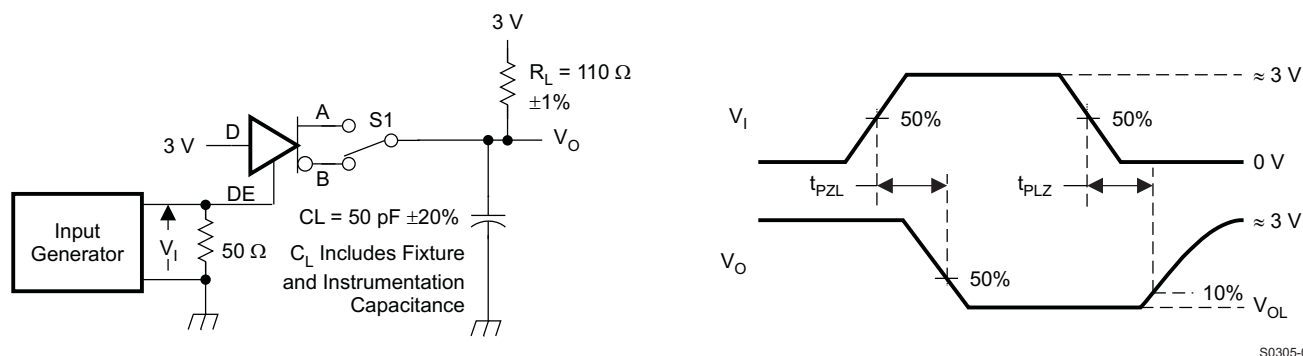 3 V
R_L = 110 Ω
±1%
A
S1
3 V
D
B
V_O
DE
Input
Generator
V_I
50 Ω
CL = 50 pF ±20%
C_L Includes Fixture
and Instrumentation
Capacitance
≈ 3 V
V_I
50%
50%
0 V
t_PZL
t_PLZ
≈ 3 V
V_O
50%
10%
V_OL